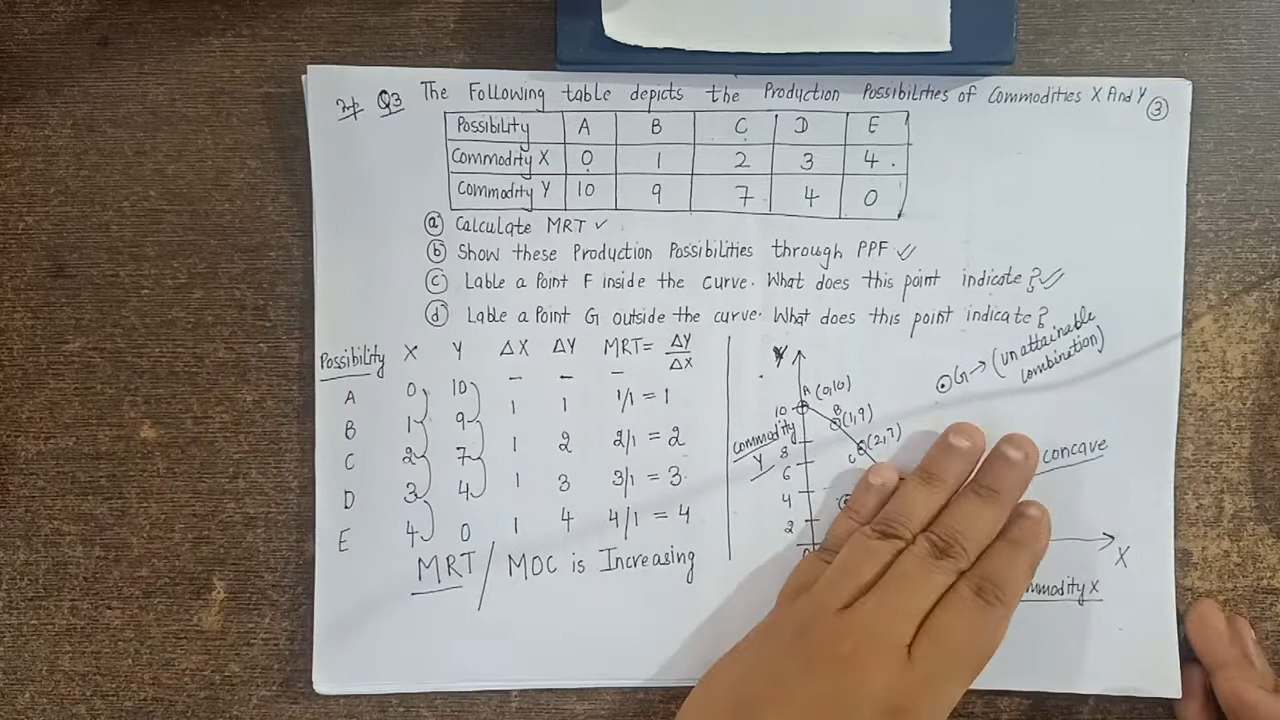 Q3 The Following table depicts the Production Possibilities of Commodities X And Y ③
Possibility A B C D E
Commodity X 0 1 2 3 4
Commodity Y 10 9 7 4 0
ⓐ Calculate MRT ✓
ⓑ Show these Production Possibilities through PPF ✓
ⓒ Lable a Point F inside the curve. What does this point indicate? ✓
ⓓ Lable a Point G outside the curve. What does this point indicate?
Possibility X Y ΔX ΔY MRT = ΔY/ΔX
A 0 10 – – –
B 1 9 1 1 1/1 = 1
C 2 7 1 2 2/1 = 2
D 3 4 1 3 3/1 = 3
E 4 0 1 4 4/1 = 4
MRT / MOC is Increasing
Y
A (0,10)
G → (unattainable
combination)
10
B (1,9)
commodity
Y
8
C (2,7)
6
concave
4
2
X
mmodity X